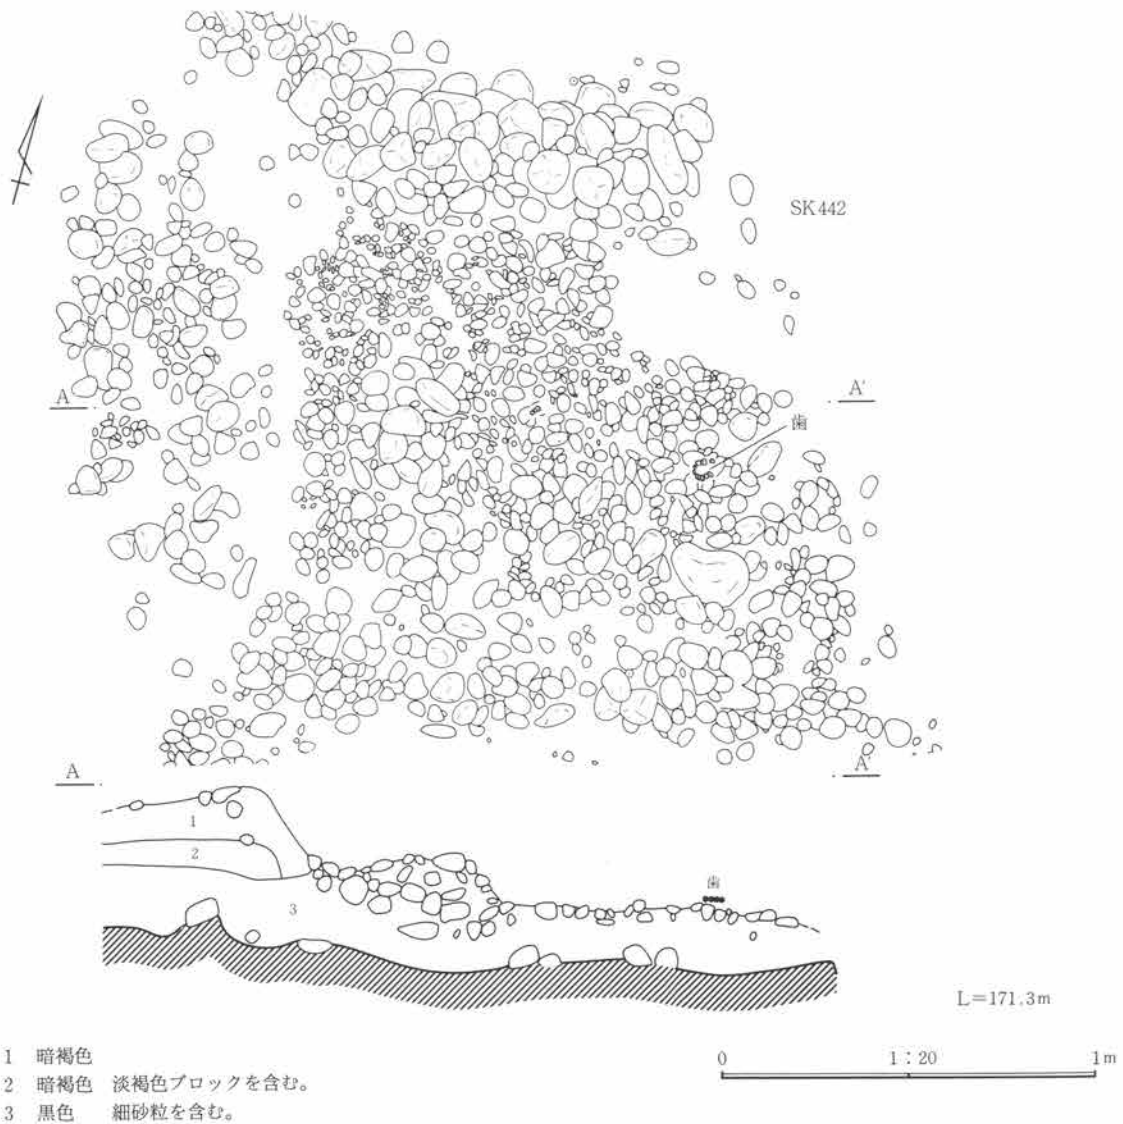 SK442
A
A'
歯
A
A'
1
2
歯
3
L=171.3m
1 暗褐色
2 暗褐色 淡褐色ブロックを含む。
3 黒色 細砂粒を含む。
0 1:20 1m